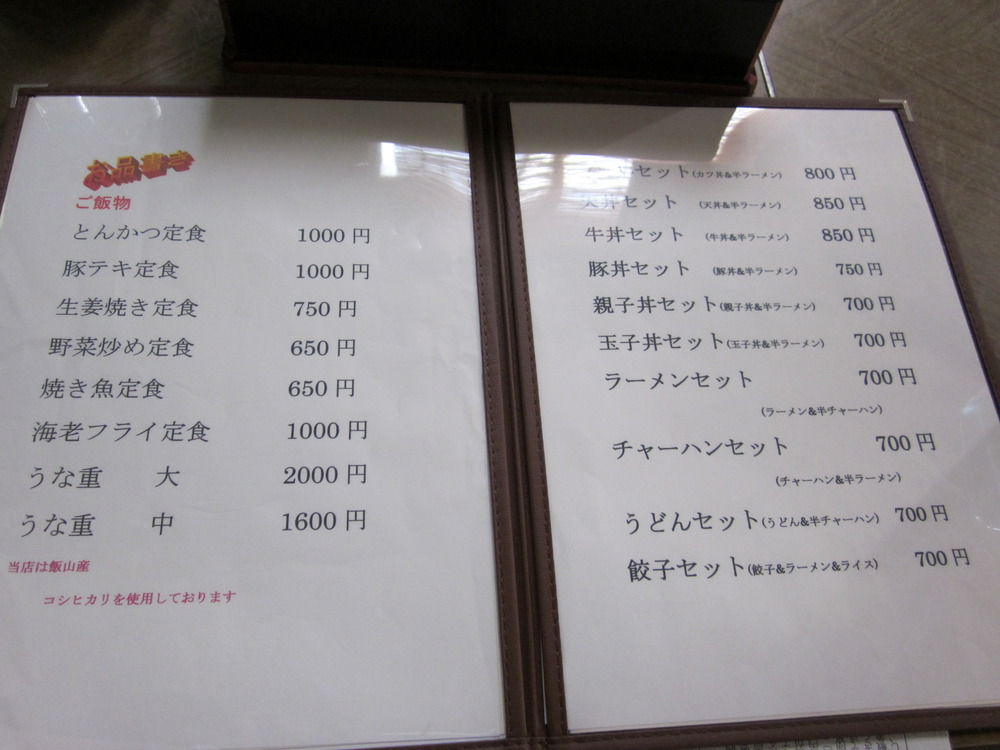 お品書き
ご飯物
とんかつ定食 1000円
豚テキ定食 1000円
生姜焼き定食 750円
野菜炒め定食 650円
焼き魚定食 650円
海老フライ定食 1000円
うな重 大 2000円
うな重 中 1600円
当店は飯山産
コシヒカリを使用しております
セット(カツ丼&半ラーメン) 800円
天丼セット (天丼&半ラーメン) 850円
牛丼セット (牛丼&半ラーメン) 850円
豚丼セット (豚丼&半ラーメン) 750円
親子丼セット(親子丼&半ラーメン) 700円
玉子丼セット(玉子丼&半ラーメン) 700円
ラーメンセット 700円
(ラーメン&半チャーハン)
チャーハンセット 700円
(チャーハン&半ラーメン)
うどんセット(うどん&半チャーハン) 700円
餃子セット(餃子&ラーメン&ライス) 700円